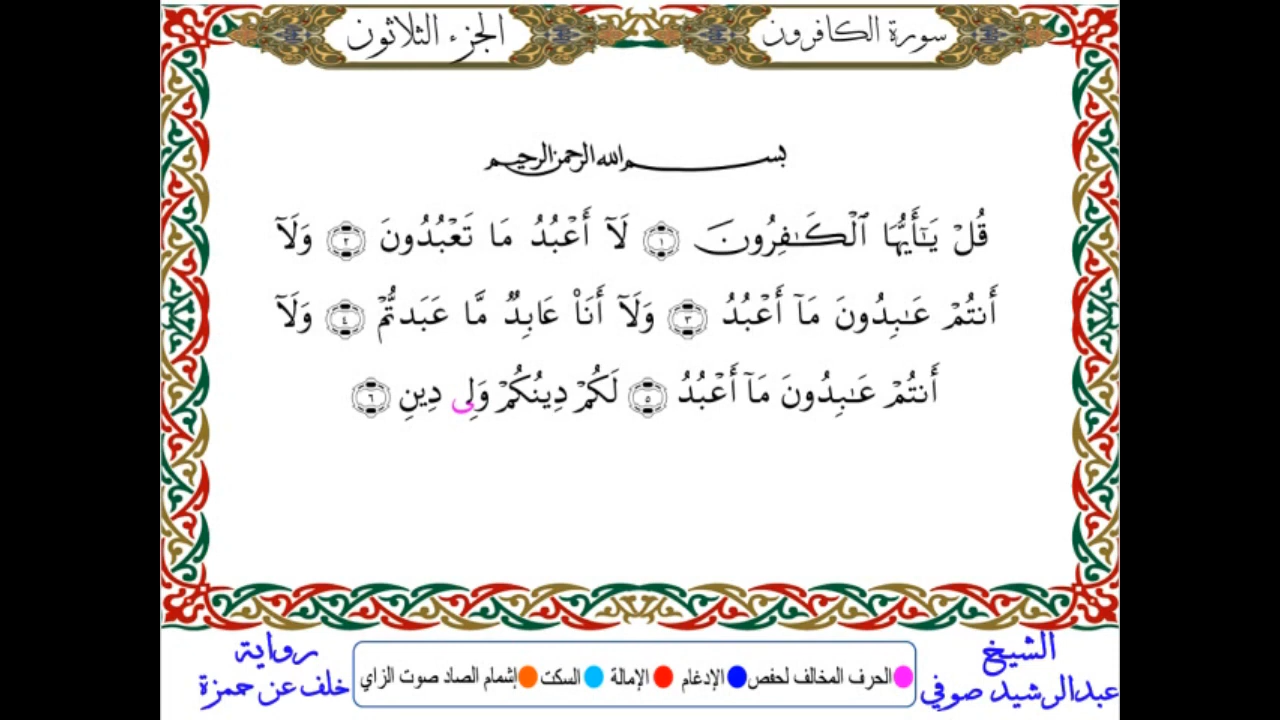 سورة الكافرون
الجزء الثلاثون
بسم الله الرحمن الرحيم
قُلْ يَـٰٓأَيُّهَا ٱلْكَـٰفِرُونَ ١ لَآ أَعْبُدُ مَا تَعْبُدُونَ ٢ وَلَآ
أَنتُمْ عَـٰبِدُونَ مَآ أَعْبُدُ ٣ وَلَآ أَنَا۠ عَابِدٌ مَّا عَبَدتُّمْ ٤ وَلَآ
أَنتُمْ عَـٰبِدُونَ مَآ أَعْبُدُ ٥ لَكُمْ دِينُكُمْ وَلِى دِينِ ٦
الشيخ
عبدالرشيد صوفي
الحرف المخالف لحفص الإدغام الإمالة السكت إشمام الصاد صوت الزاي
رواية
خلف عن حمزة